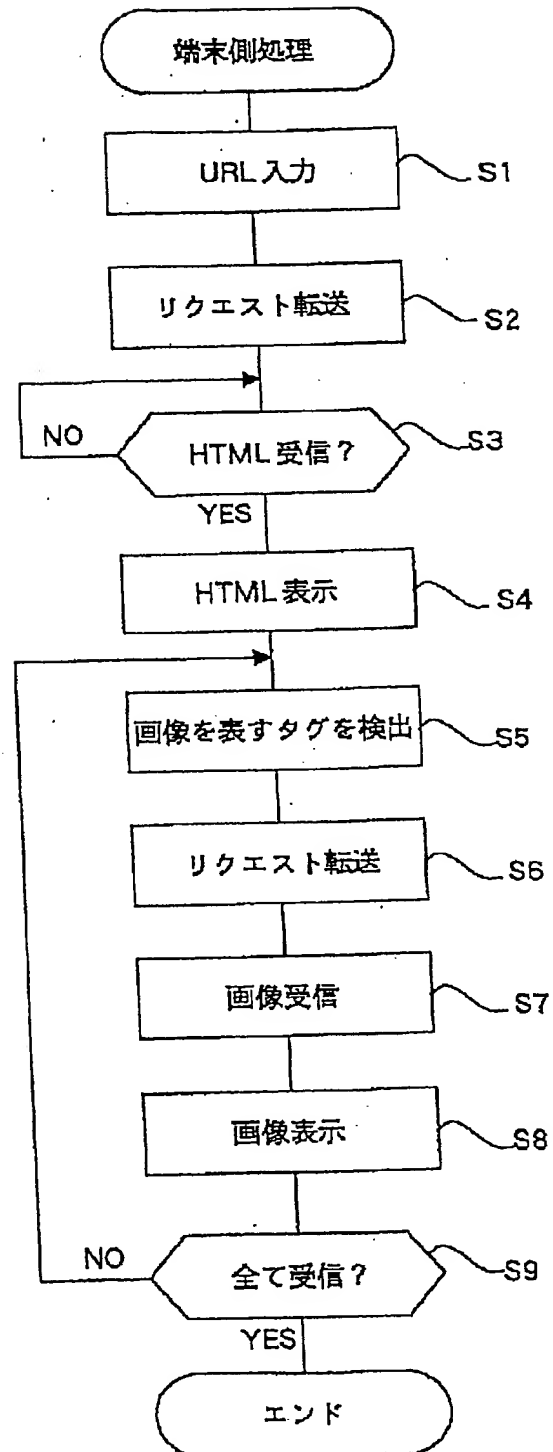 端末側処理
URL入力
S1
リクエスト転送
S2
NO
HTML受信?
S3
YES
HTML表示
S4
画像を表すタグを検出
S5
リクエスト転送
S6
画像受信
S7
画像表示
S8
NO
全て受信?
S9
YES
エンド